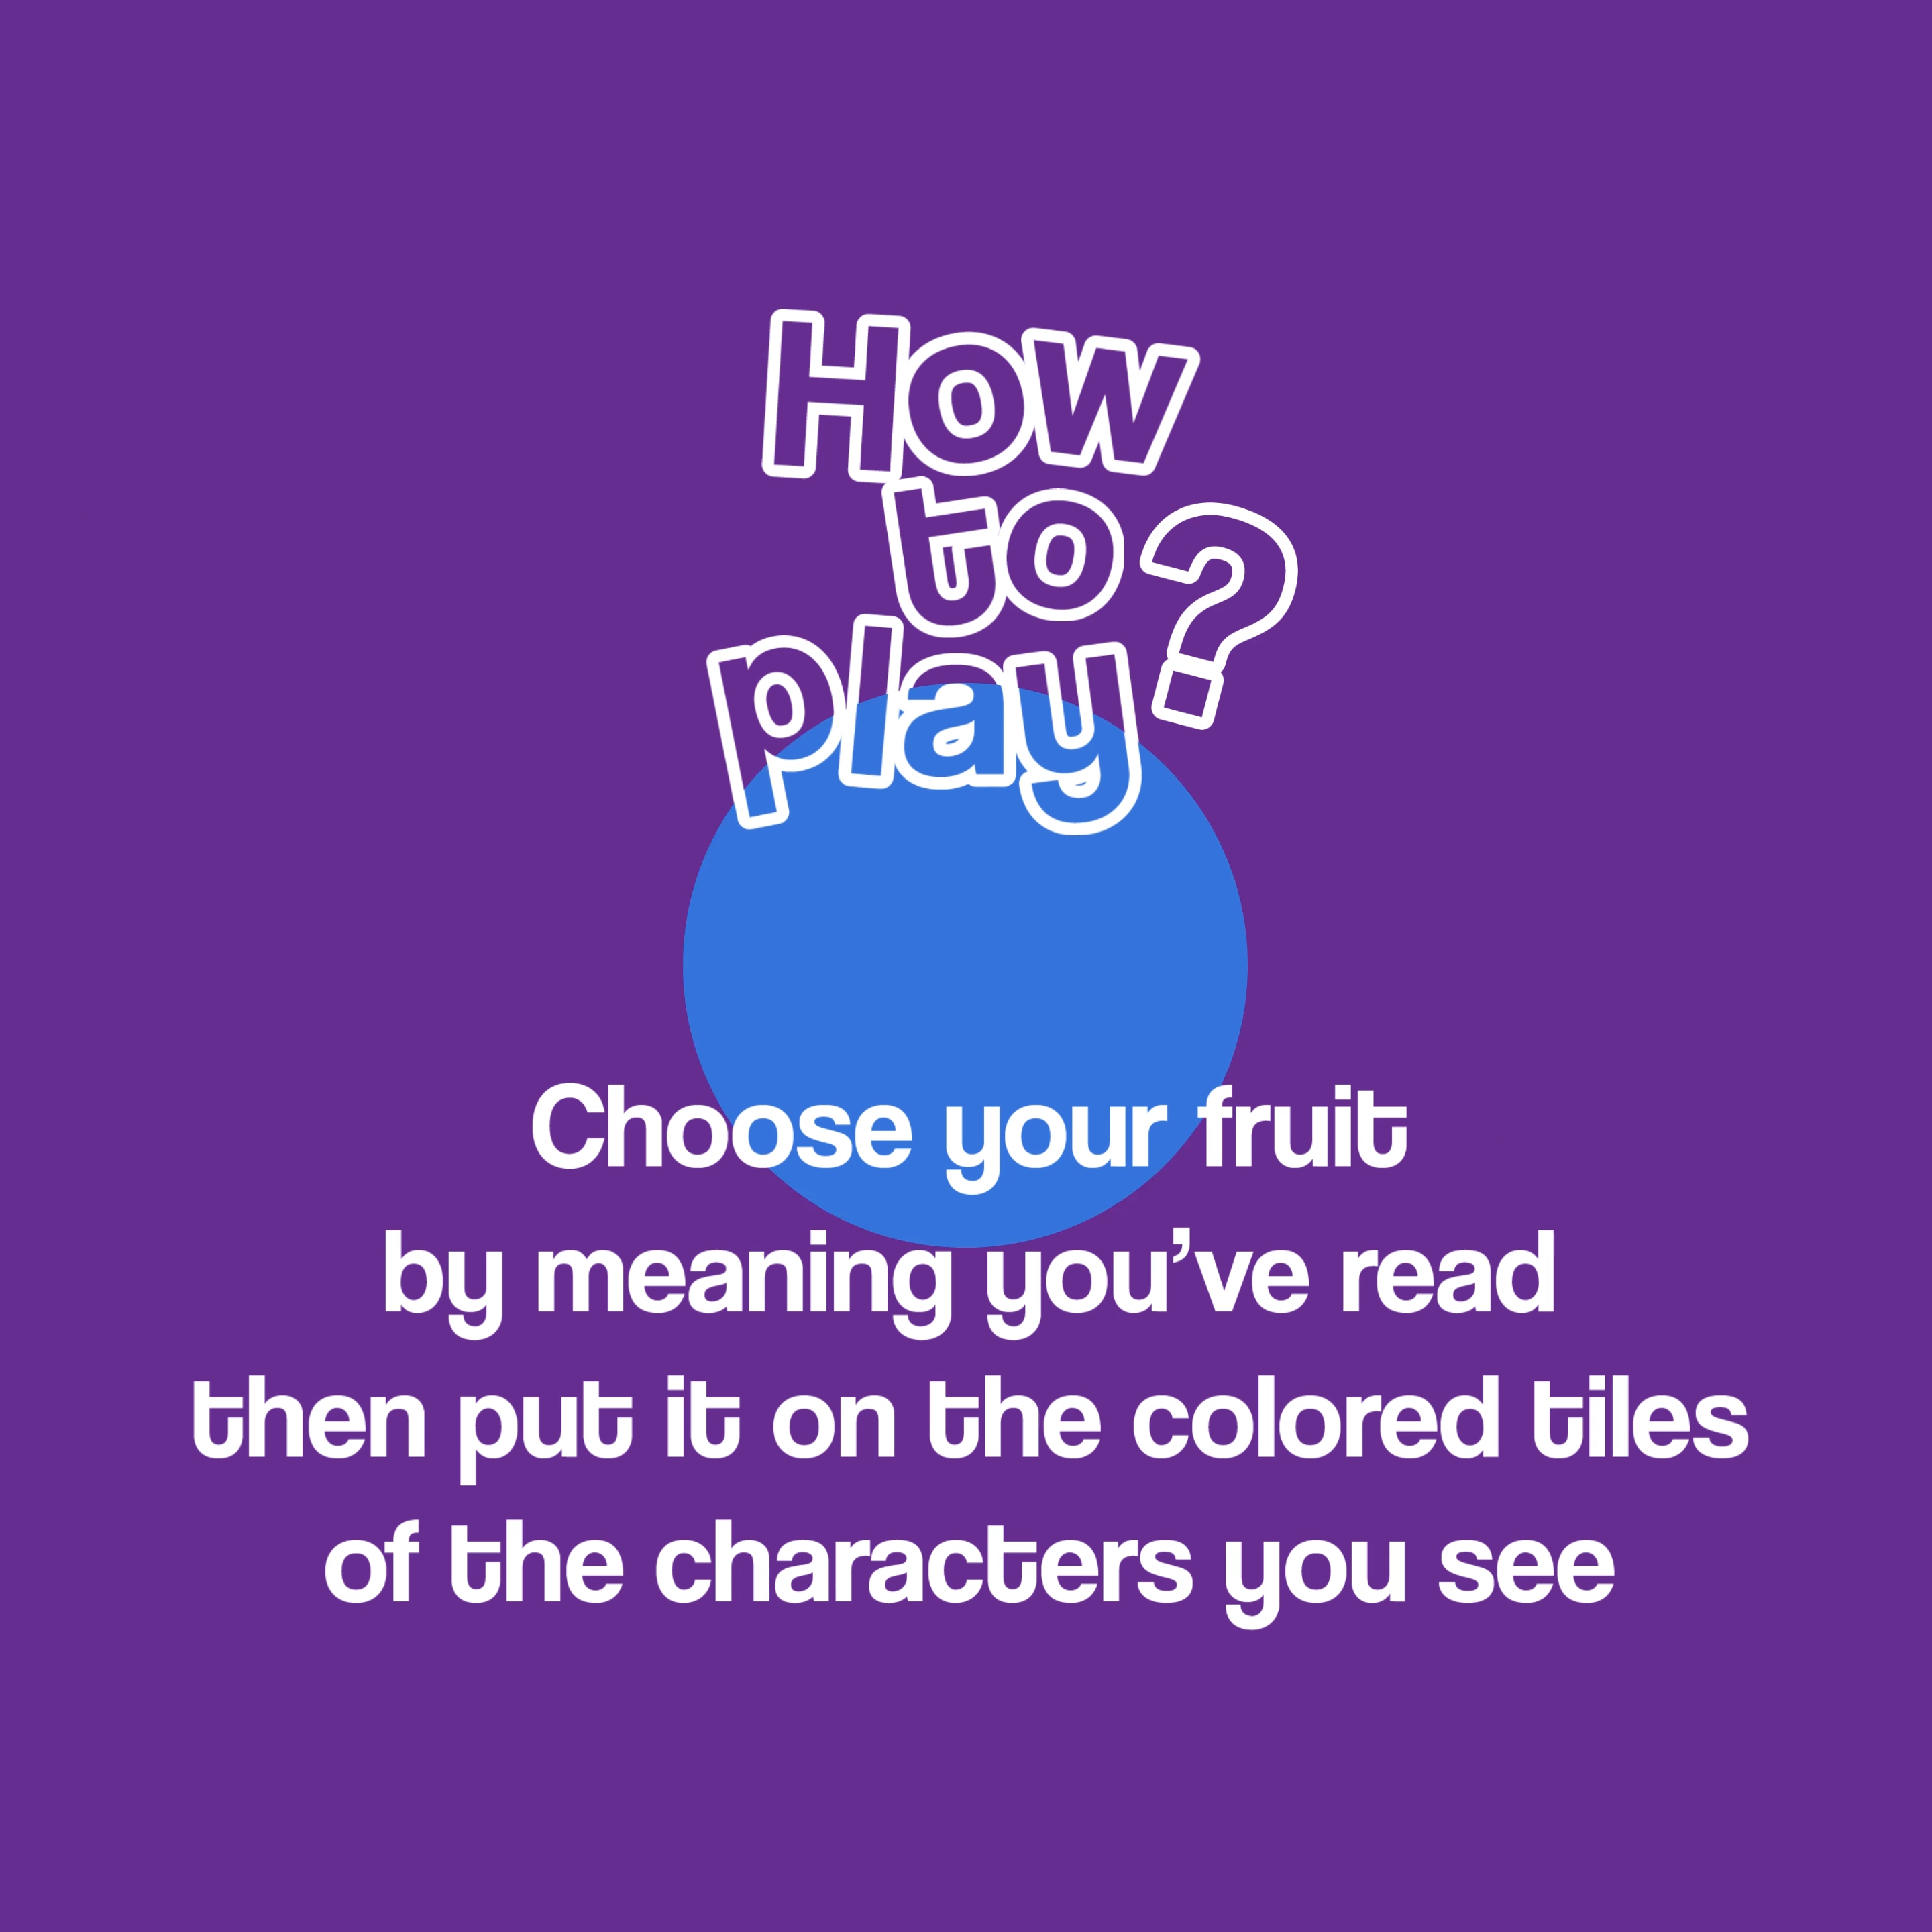 How
to
play?
Choose your fruit
by meaning you’ve read
then put it on the colored tiles
of the characters you see